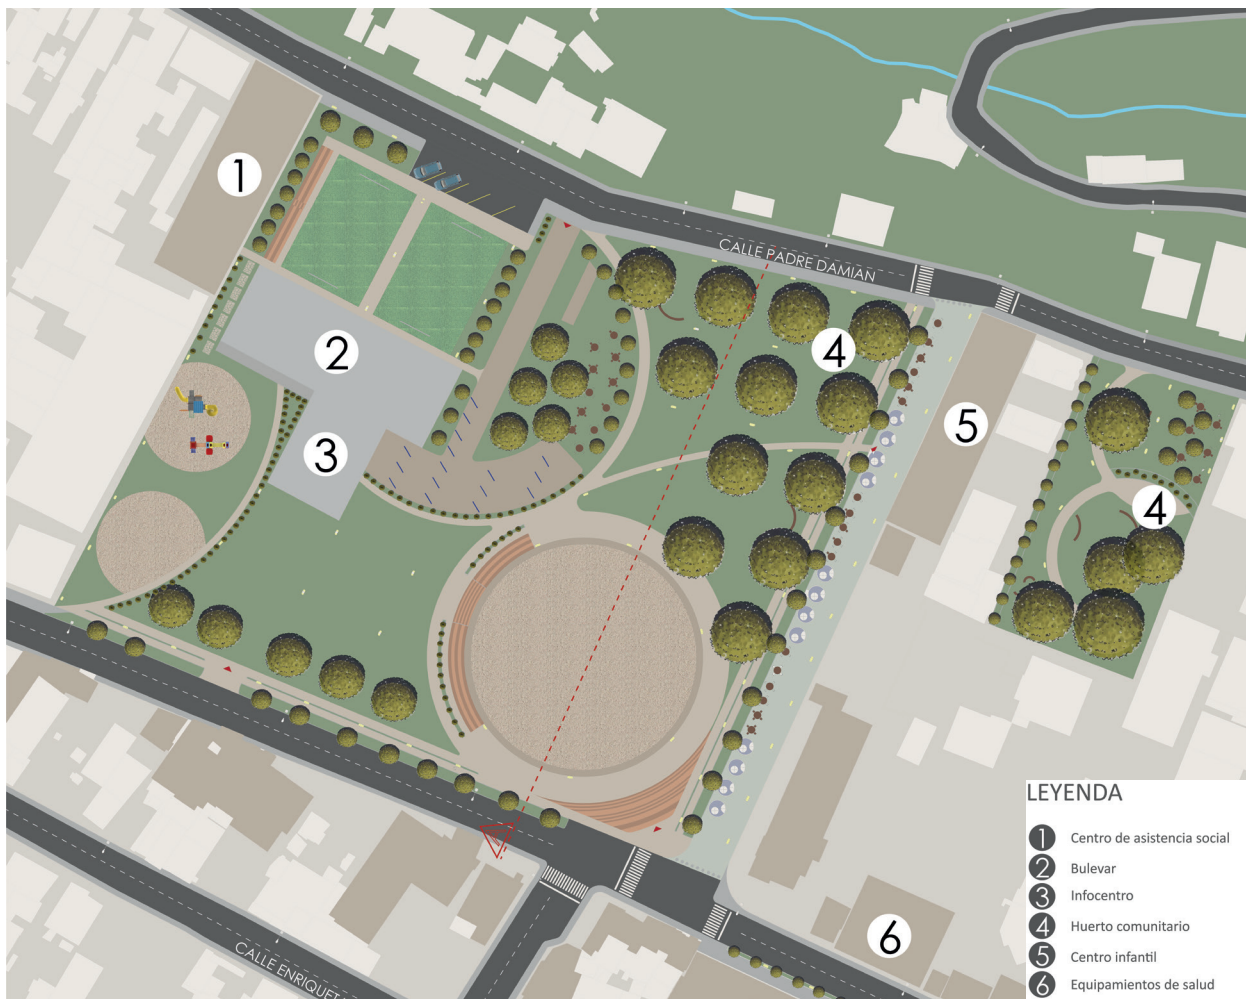 1
2
3
CALLE PADRE DAMIAN
4
5
4
6
CALLE ENRIQUET
LEYENDA
1 Centro de asistencia social
2 Bulevar
3 Infocentro
4 Huerto comunitario
5 Centro infantil
6 Equipamientos de salud